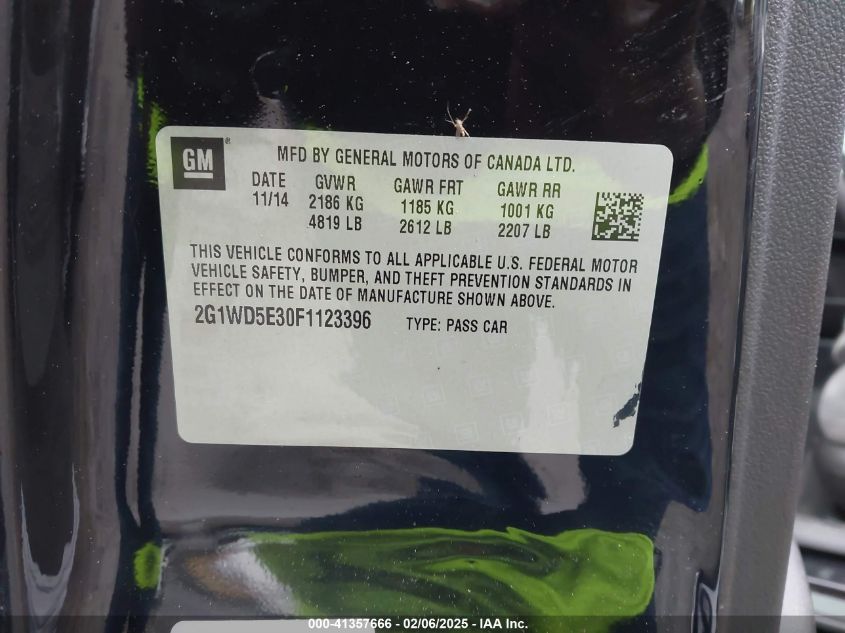 GM®
MFD BY GENERAL MOTORS OF CANADA LTD.
DATE GVWR GAWR FRT GAWR RR
11/14 2186 KG 1185 KG 1001 KG
4819 LB 2612 LB 2207 LB
THIS VEHICLE CONFORMS TO ALL APPLICABLE U.S. FEDERAL MOTOR
VEHICLE SAFETY, BUMPER, AND THEFT PREVENTION STANDARDS IN
EFFECT ON THE DATE OF MANUFACTURE SHOWN ABOVE.
2G1WD5E30F1123396 TYPE: PASS CAR
000-41357666 - 02/06/2025 - IAA Inc.